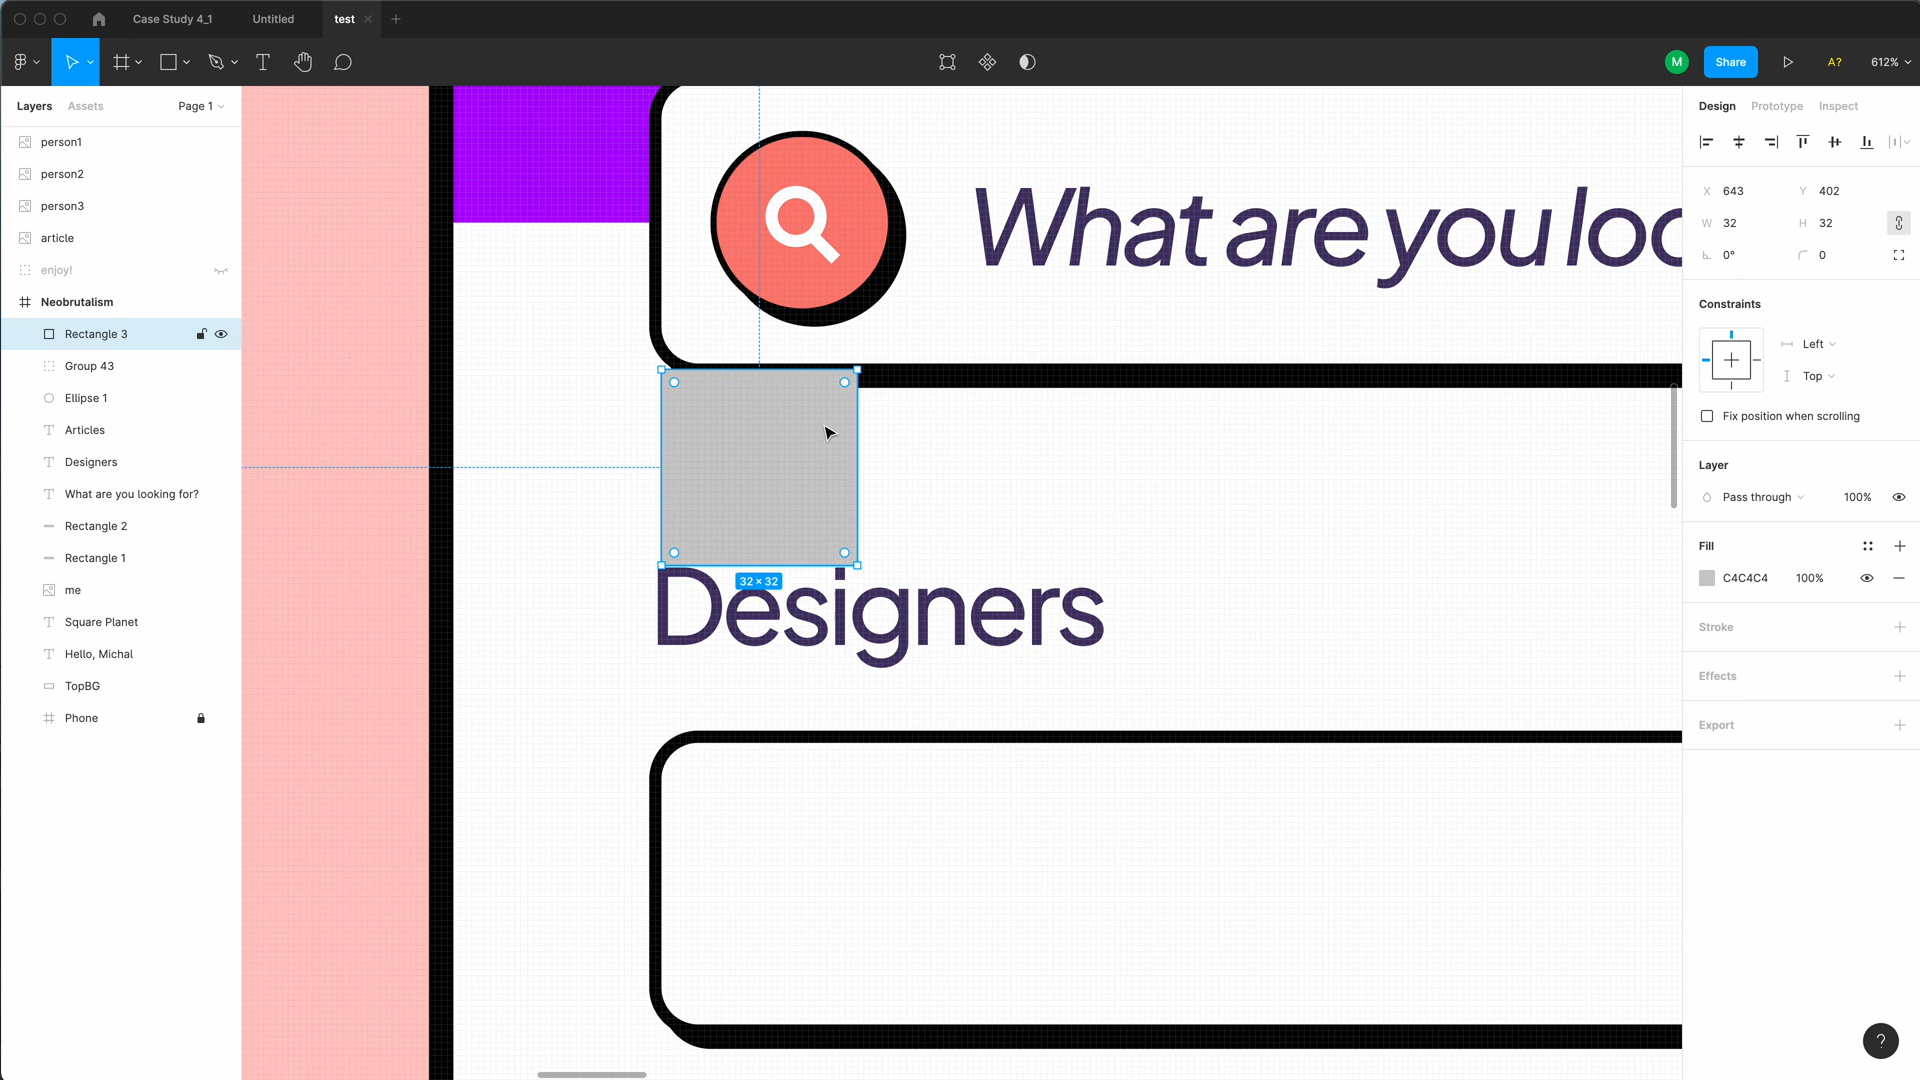 Case Study 4_1
Untitled
test
M
Share
A?
612%
Layers
Assets
Page 1
person1
person2
person3
article
enjoy!
Neobrutalism
Rectangle 3
Group 43
Ellipse 1
Articles
Designers
What are you looking for?
Rectangle 2
Rectangle 1
me
Square Planet
Hello, Michal
TopBG
Phone
What are you loo
32 × 32
Designers
Design
Prototype
Inspect
X 643 Y 402
W 32 H 32
0° 0
Constraints
Left
Top
Fix position when scrolling
Layer
Pass through 100%
Fill
C4C4C4 100%
Stroke
Effects
Export
?